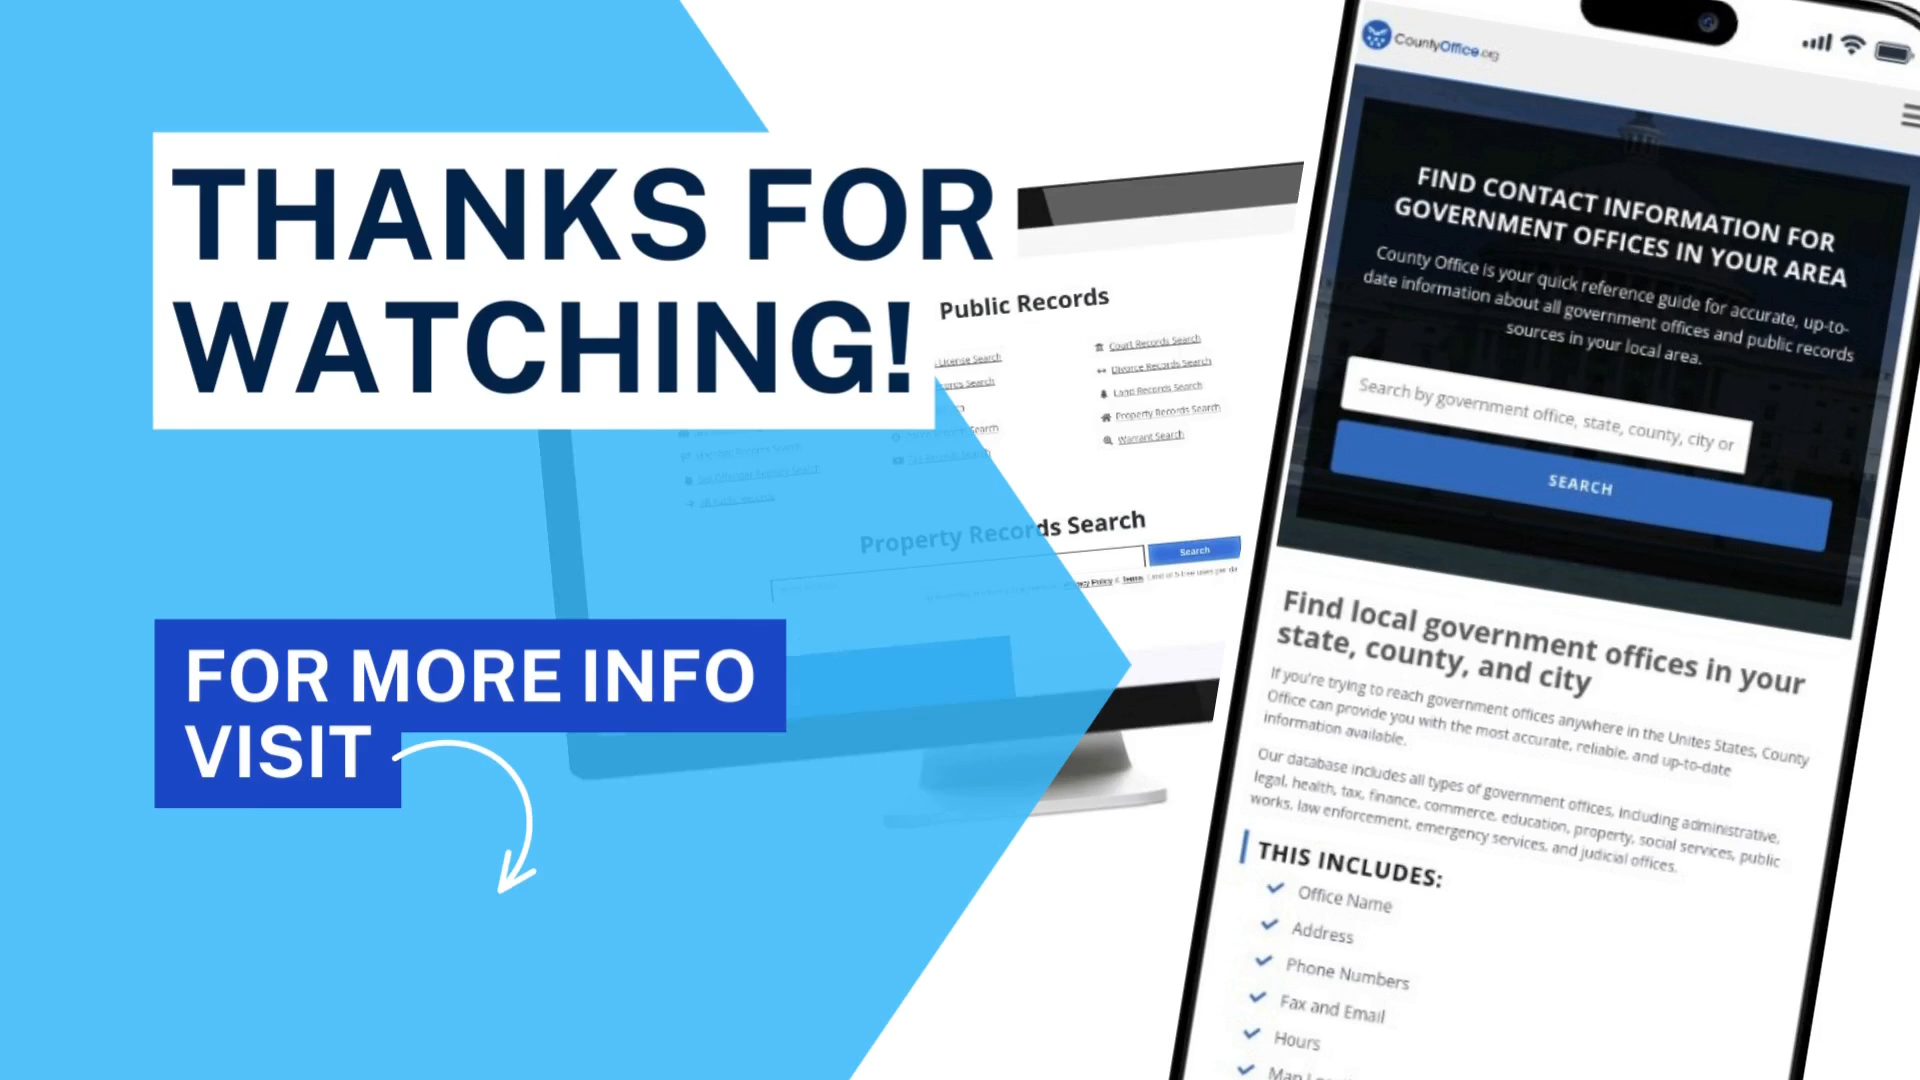 THANKS FOR
WATCHING!
FOR MORE INFO
VISIT
Public Records
License Search
Search
Search
Court Records Search
Divorce Records Search
Land Records Search
Property Records Search
Warrant Search
Property Records Search
Search
Policy & Terms
CountyOffice.org
FIND CONTACT INFORMATION FOR
GOVERNMENT OFFICES IN YOUR AREA
County Office is your quick reference guide for accurate, up-to-
date information about all government offices and public records
sources in your local area.
Search by government office, state, county, city or
SEARCH
Find local government offices in your
state, county, and city
If you're trying to reach government offices anywhere in the Unites States, County
Office can provide you with the most accurate, reliable, and up-to-date
information available.
Our database includes all types of government offices, including administrative,
legal, health, tax, finance, commerce, education, property, social services, public
works, law enforcement, emergency services, and judicial offices.
THIS INCLUDES:
Office Name
Address
Phone Numbers
Fax and Email
Hours
Map